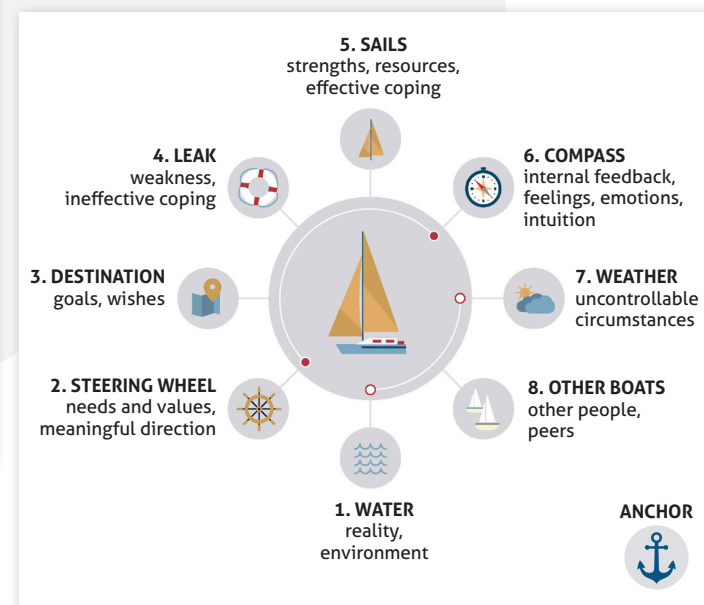 5. SAILS
strengths, resources,
effective coping
4. LEAK
weakness,
ineffective coping
6. COMPASS
internal feedback,
feelings, emotions,
intuition
3. DESTINATION
goals, wishes
7. WEATHER
uncontrollable
circumstances
2. STEERING WHEEL
needs and values,
meaningful direction
8. OTHER BOATS
other people,
peers
1. WATER
reality,
environment
ANCHOR